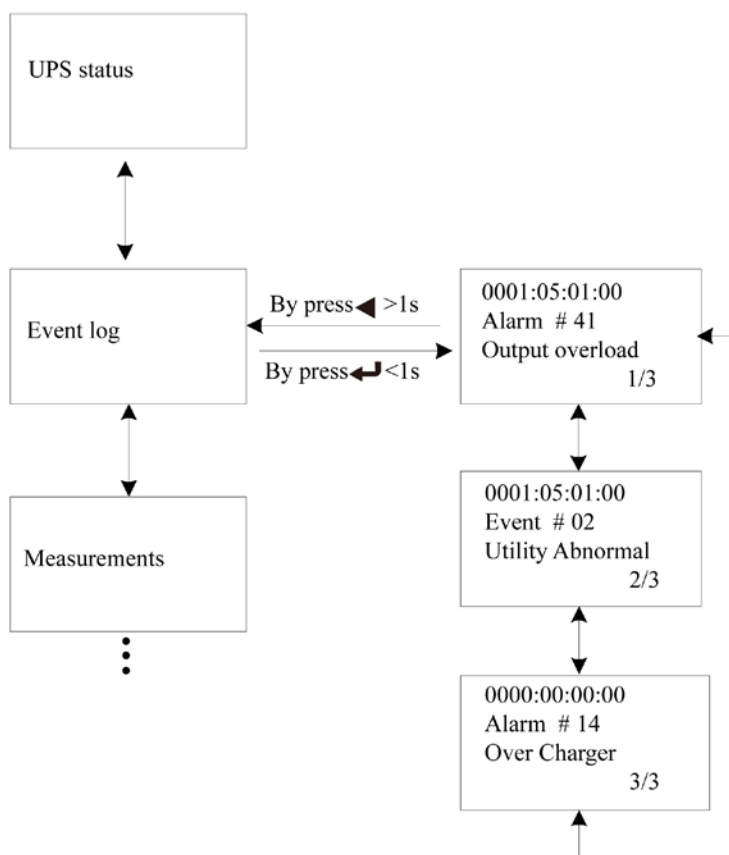 UPS status
Event log
By press◀ >1s
By press↵ <1s
0001:05:01:00
Alarm # 41
Output overload
1/3
0001:05:01:00
Event # 02
Utility Abnormal
2/3
Measurements
0000:00:00:00
Alarm # 14
Over Charger
3/3